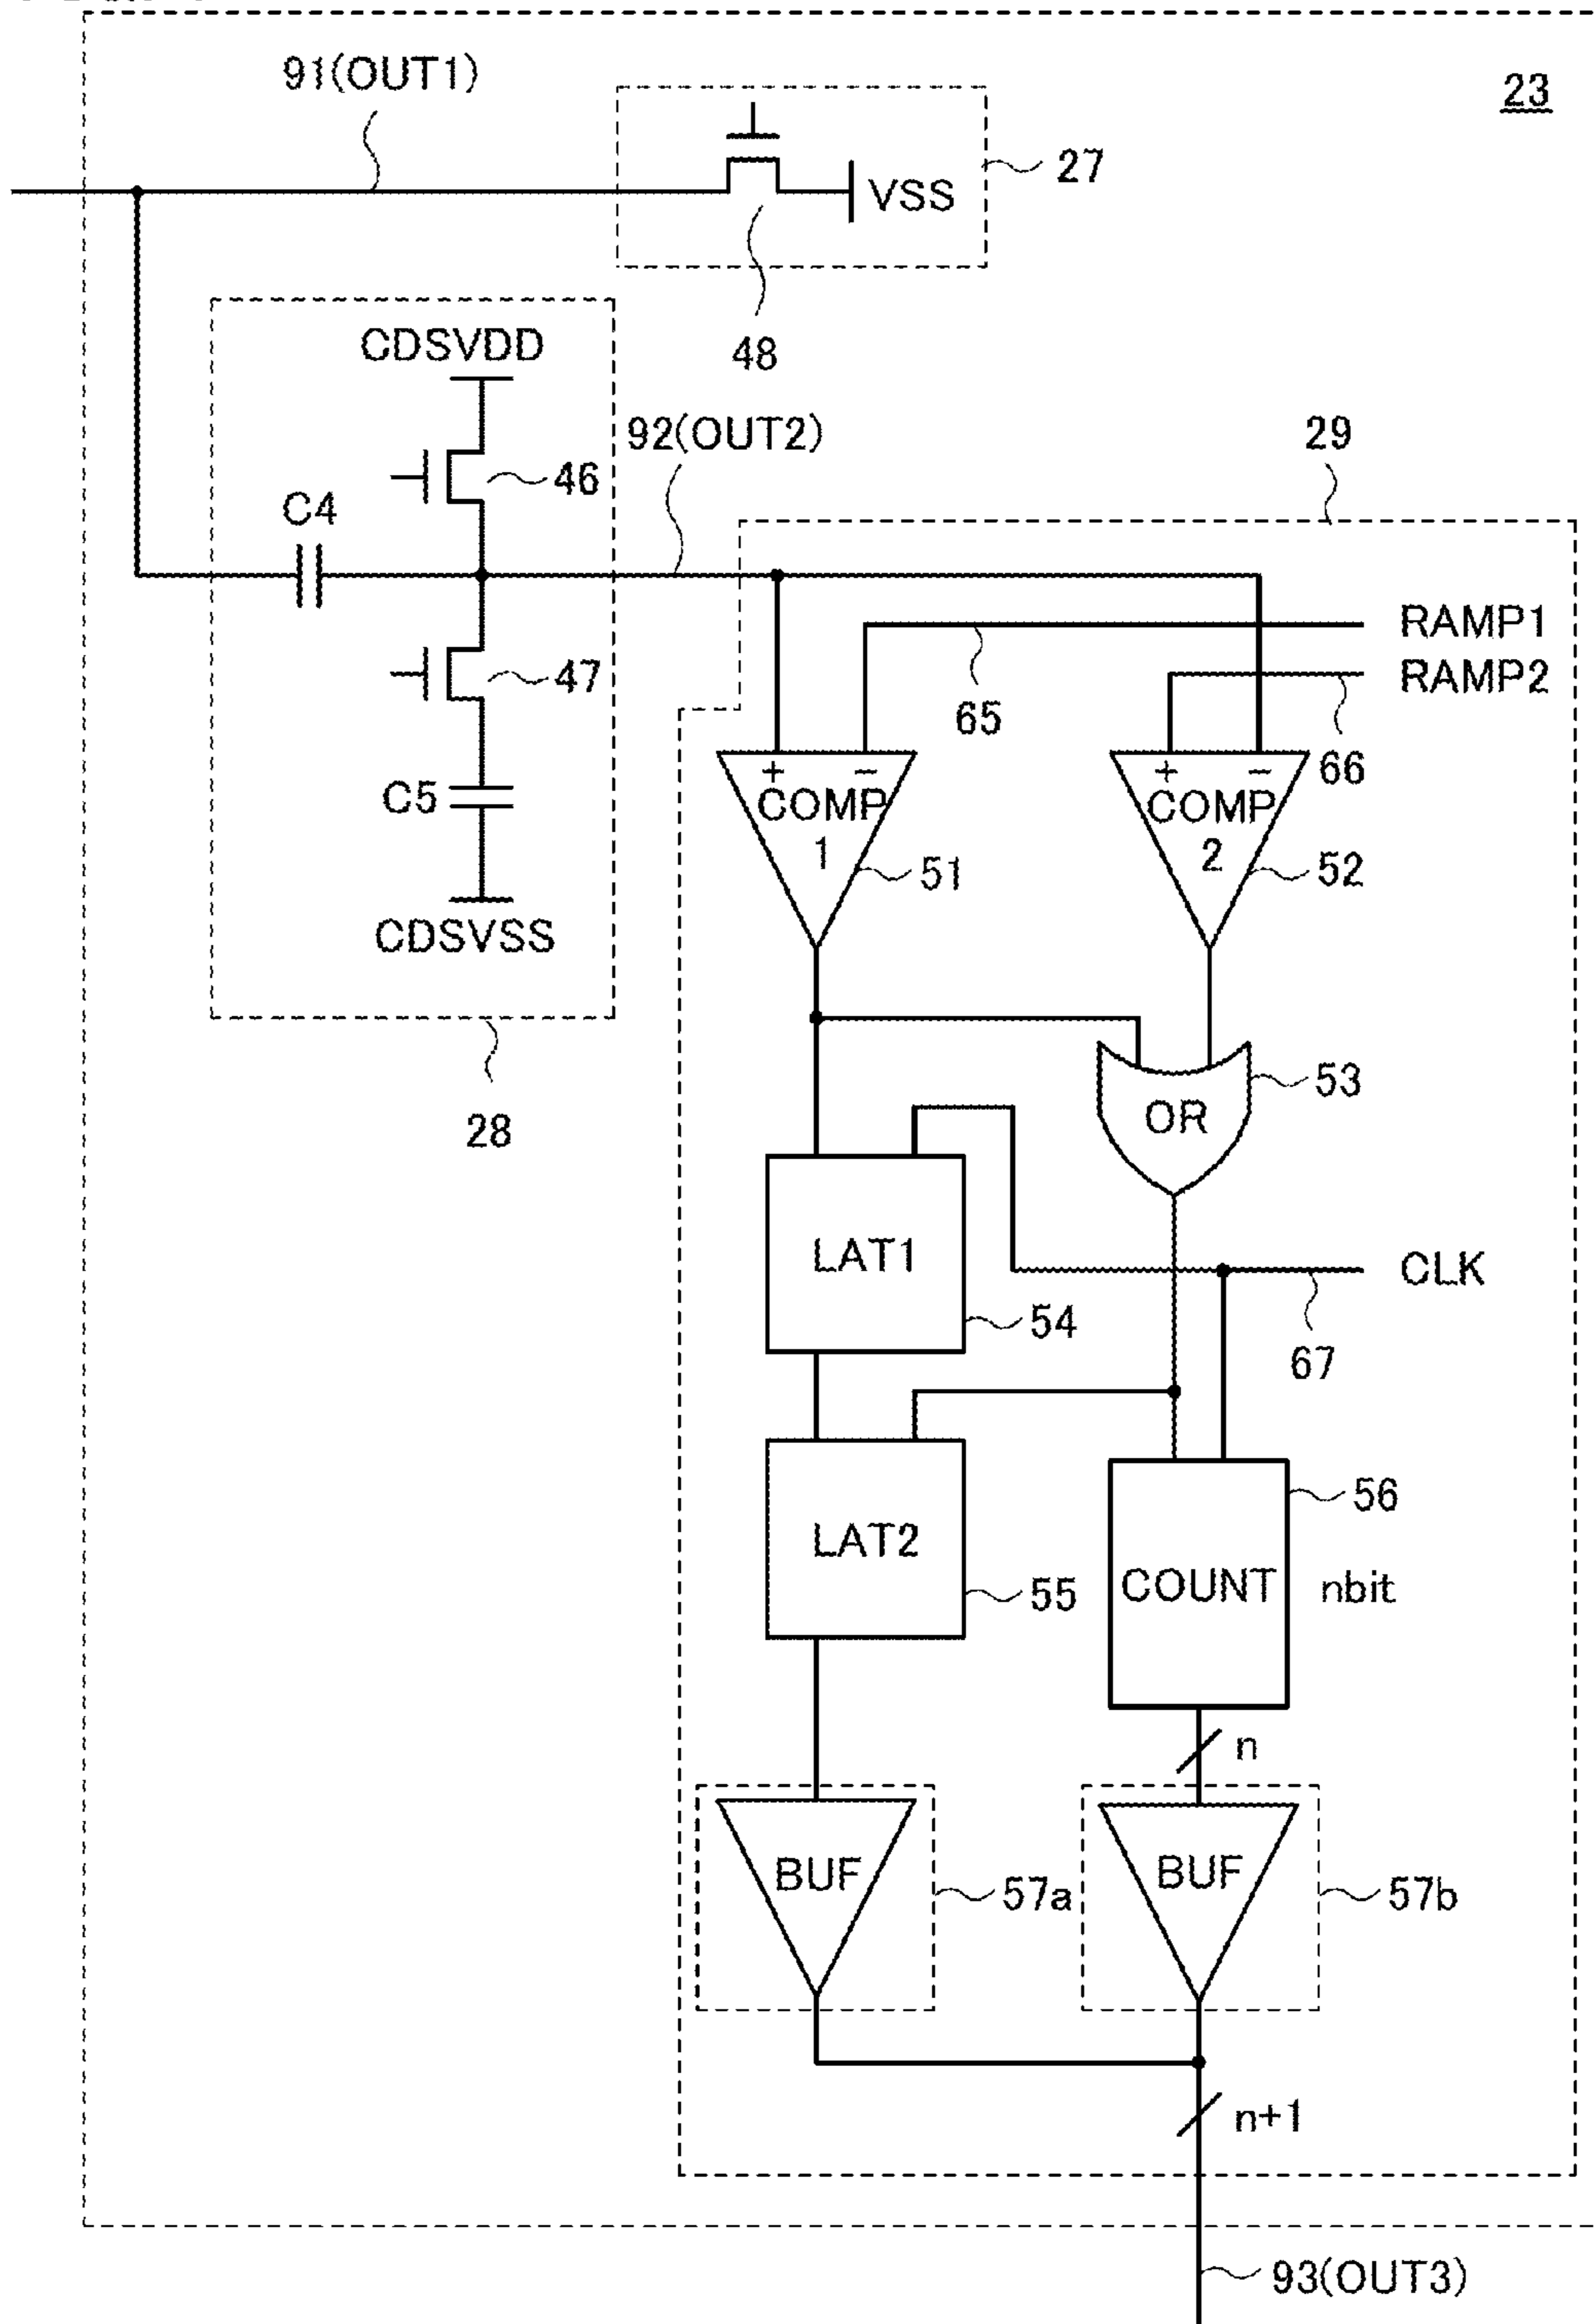 91(OUT1)
23
27
VSS
48
CDSVDD
92(OUT2)
29
46
C4
RAMP1
47
RAMP2
65
66
C5
+ −
COMP
1
51
+ −
COMP
2
52
CDSVSS
53
OR
28
LAT1
CLK
54
67
56
LAT2
COUNT
nbit
55
n
BUF
57a
BUF
57b
n+1
93(OUT3)